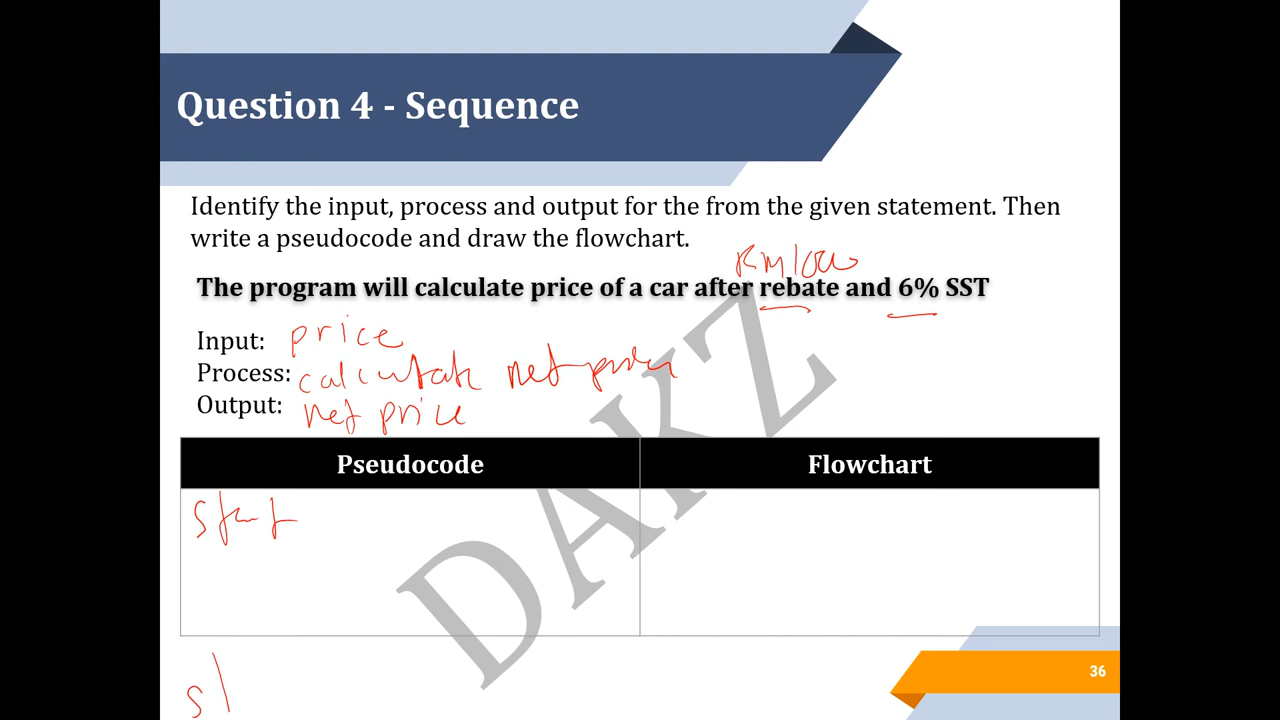 Question 4 - Sequence
Identify the input, process and output for the from the given statement. Then
write a pseudocode and draw the flowchart.
RM1000
The program will calculate price of a car after rebate and 6% SST
Input: price
Process: calculate net price
Output: net price
Pseudocode Flowchart
Start
DAKZ
36